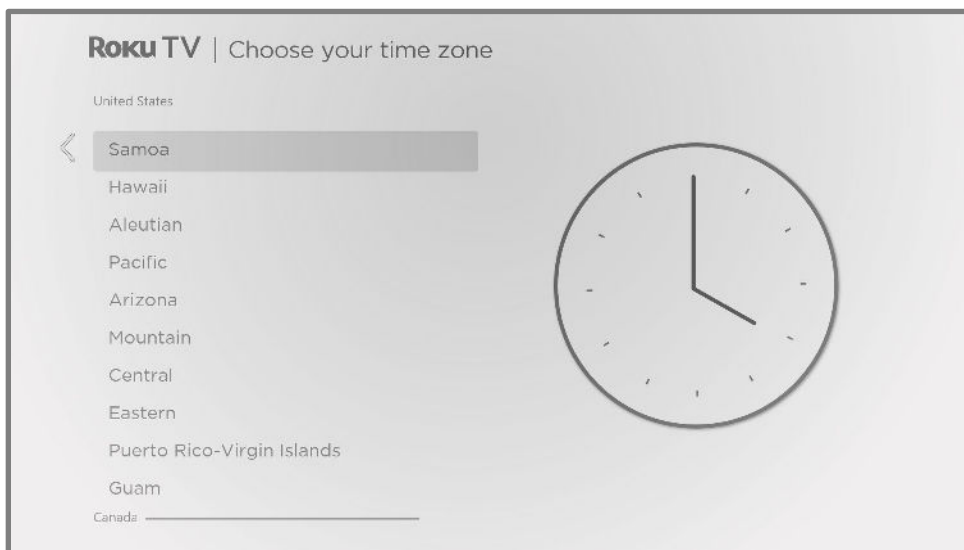 Roku TV | Choose your time zone
United States
Samoa
Hawaii
Aleutian
Pacific
Arizona
Mountain
Central
Eastern
Puerto Rico-Virgin Islands
Guam
Canada